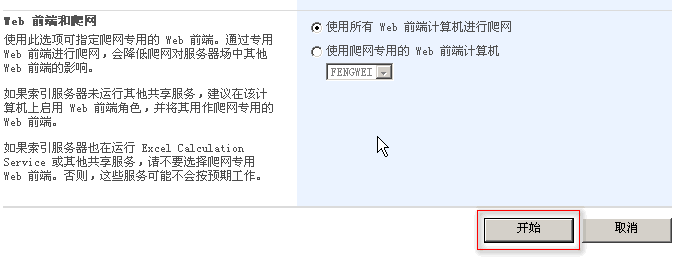 Web 前端和爬网
使用此选项可指定爬网专用的 Web 前端。通过专用
Web 前端进行爬网，会降低爬网对服务器场中其他
Web 前端的影响。
如果索引服务器未运行其他共享服务，建议在该计
算机上启用 Web 前端角色，并将其用作爬网专用的
Web 前端。
如果索引服务器也在运行 Excel Calculation
Service 或其他共享服务，请不要选择爬网专用
Web 前端。否则，这些服务可能不会按预期工作。
使用所有 Web 前端计算机进行爬网
使用爬网专用的 Web 前端计算机
FENGWEI
开始
取消